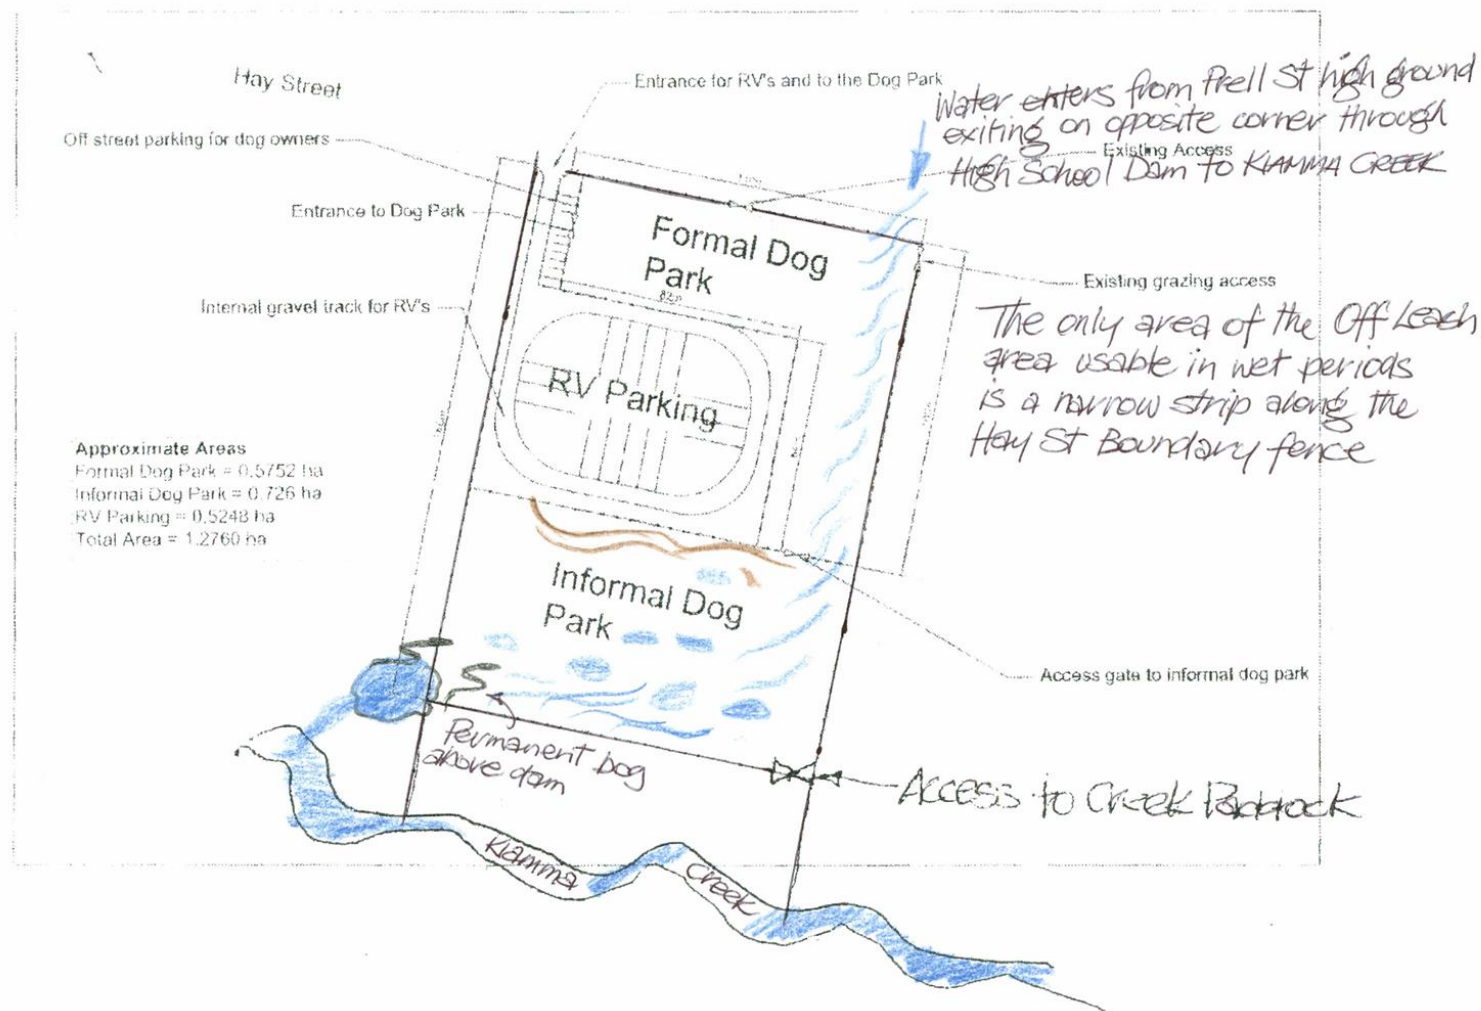 Hay Street
Entrance for RV's and to the Dog Park
Water enters from Prell St high ground
exiting on opposite corner through
High School Dam to KIAMMA CREEK
Off street parking for dog owners
Existing Access
Entrance to Dog Park
Formal Dog
Park
82m
Existing grazing access
Internal gravel track for RV's
The only area of the Off Leash
area usable in wet periods
is a narrow strip along the
Hay St Boundary fence
RV Parking
Approximate Areas
Formal Dog Park = 0.5752 ha
Informal Dog Park = 0.726 ha
RV Parking = 0.5248 ha
Total Area = 1.2760 ha
Informal Dog
Park
Access gate to informal dog park
Permanent bog
above dam
Access to Creek Paddock
Kiamma
Creek